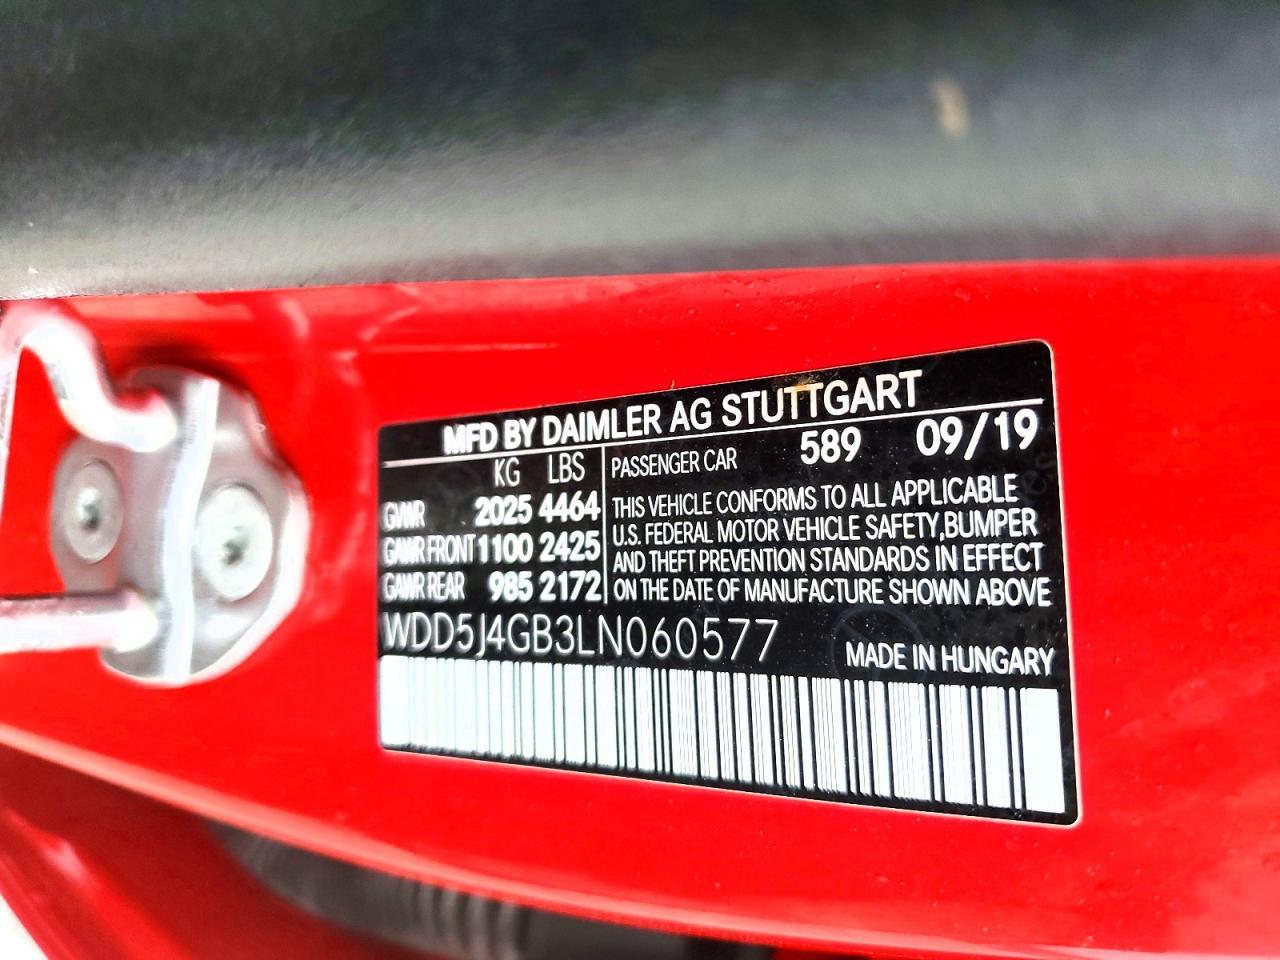 MFD BY DAIMLER AG STUTTGART
KG LBS
GVWR 2025 4464
GAWR FRONT 1100 2425
GAWR REAR 985 2172
PASSENGER CAR 589 09/19
THIS VEHICLE CONFORMS TO ALL APPLICABLE
U.S. FEDERAL MOTOR VEHICLE SAFETY, BUMPER
AND THEFT PREVENTION STANDARDS IN EFFECT
ON THE DATE OF MANUFACTURE SHOWN ABOVE
WDD5J4GB3LN060577
MADE IN HUNGARY